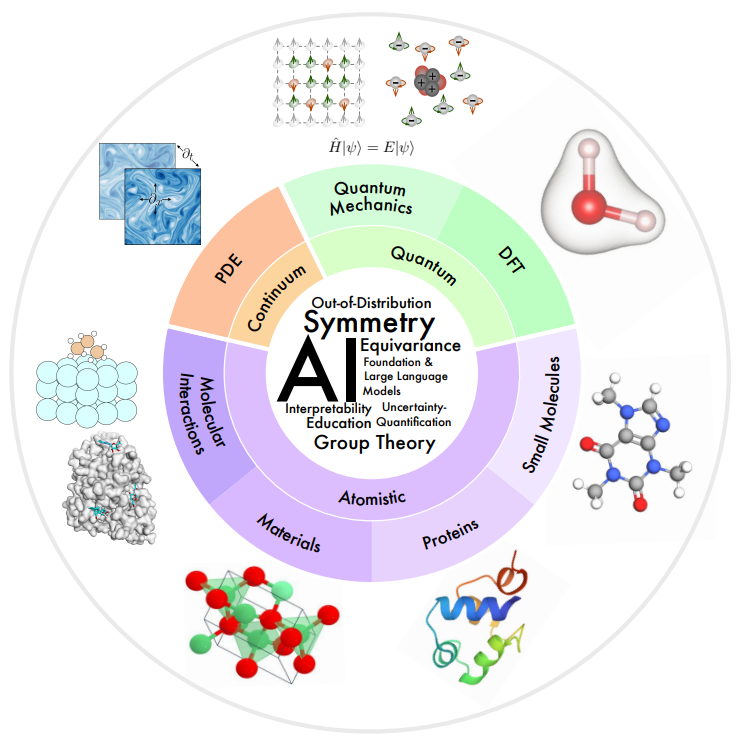 Ĥ|ψ⟩ = E|ψ⟩
∂t
Quantum
Mechanics
DFT
PDE
Continuum
Quantum
Out-of-Distribution
Symmetry
AI
Equivariance
Foundation &
Large Language
Models
Interpretability
Uncertainty-
Education
Quantification
Group Theory
Molecular
Interactions
Small Molecules
Atomistic
Materials
Proteins